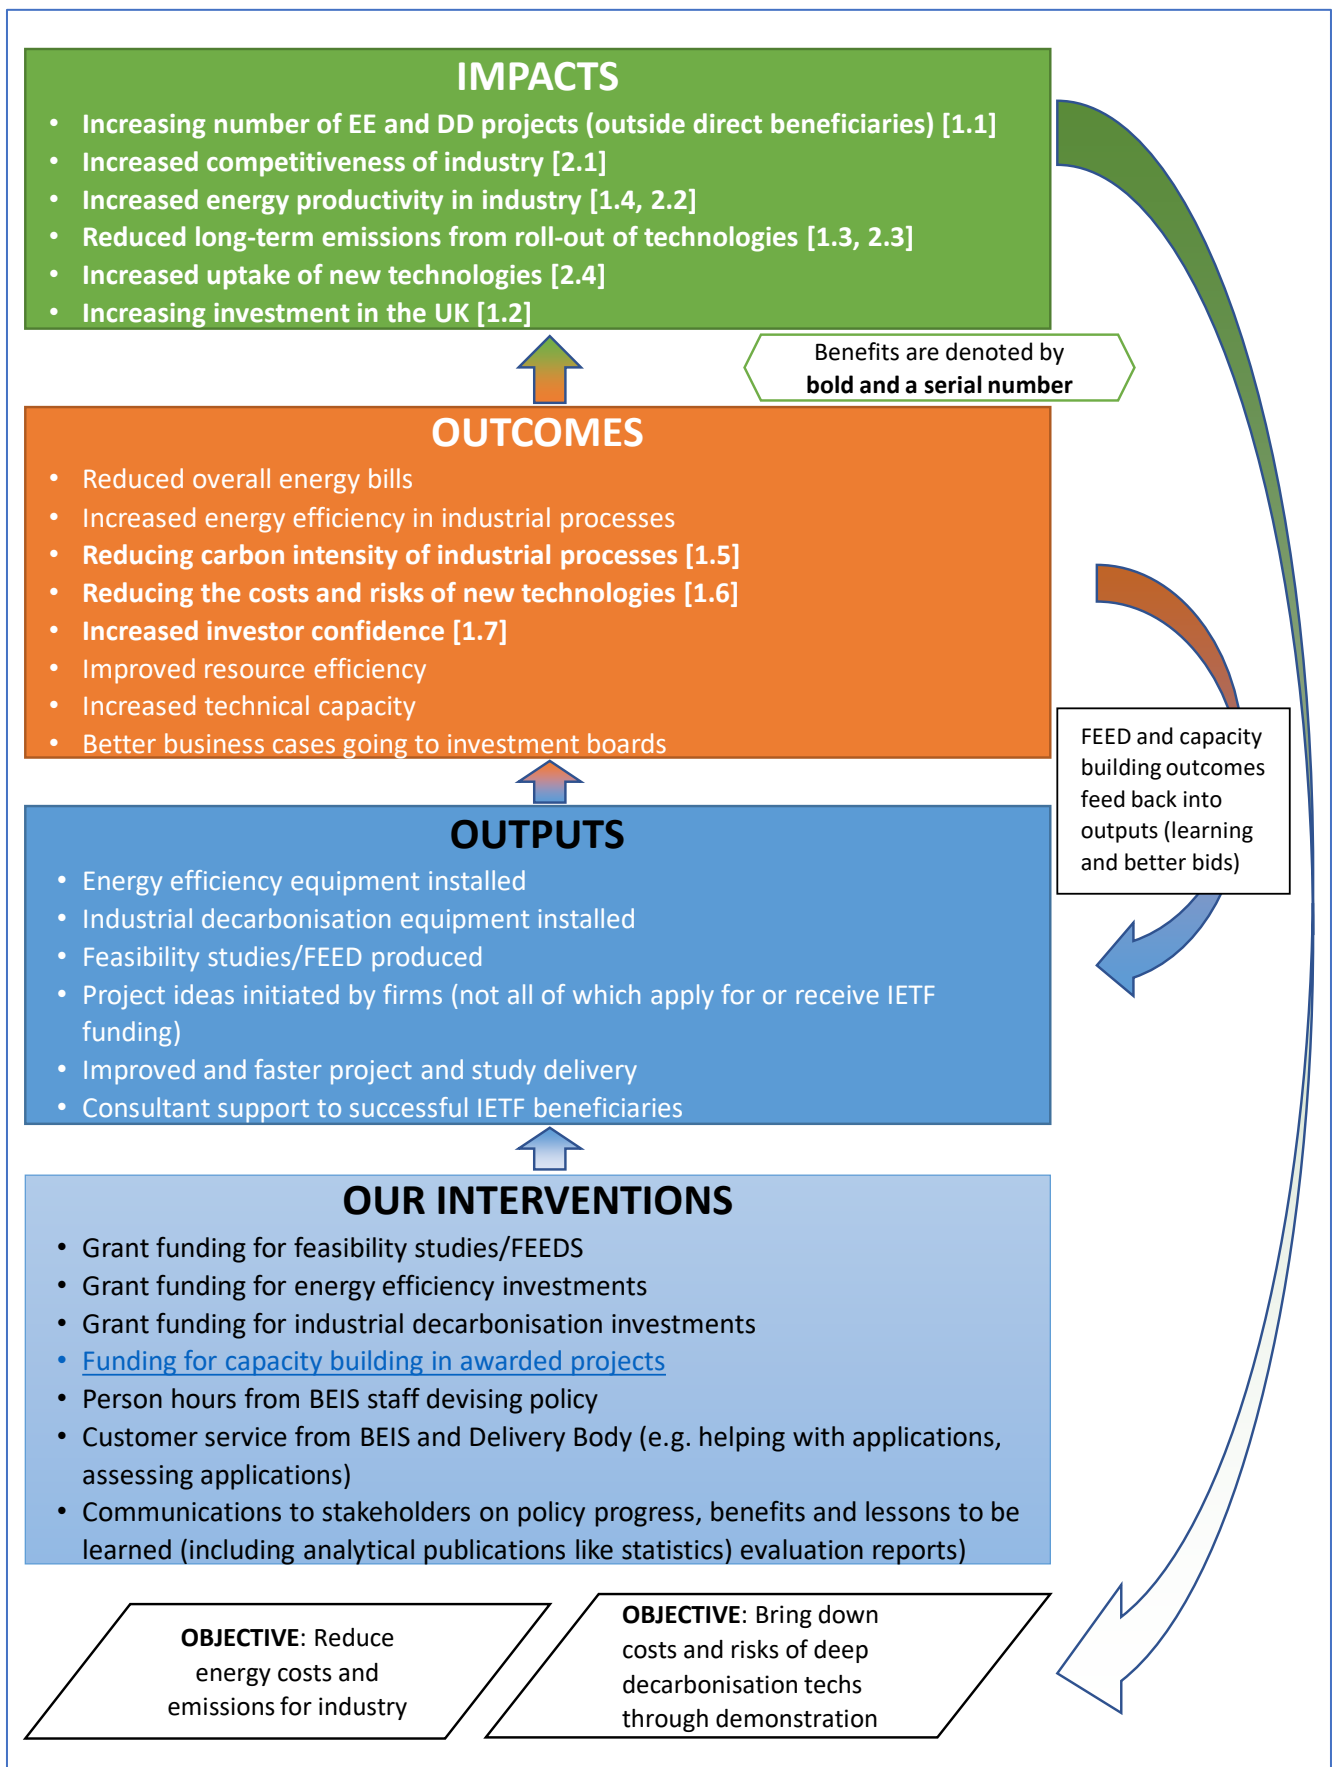 IMPACTS
• Increasing number of EE and DD projects (outside direct beneficiaries) [1.1]
• Increased competitiveness of industry [2.1]
• Increased energy productivity in industry [1.4, 2.2]
• Reduced long-term emissions from roll-out of technologies [1.3, 2.3]
• Increased uptake of new technologies [2.4]
• Increasing investment in the UK [1.2]
Benefits are denoted by
bold and a serial number
OUTCOMES
• Reduced overall energy bills
• Increased energy efficiency in industrial processes
• Reducing carbon intensity of industrial processes [1.5]
• Reducing the costs and risks of new technologies [1.6]
• Increased investor confidence [1.7]
• Improved resource efficiency
• Increased technical capacity
• Better business cases going to investment boards
FEED and capacity
building outcomes
feed back into
outputs (learning
and better bids)
OUTPUTS
• Energy efficiency equipment installed
• Industrial decarbonisation equipment installed
• Feasibility studies/FEED produced
• Project ideas initiated by firms (not all of which apply for or receive IETF
funding)
• Improved and faster project and study delivery
• Consultant support to successful IETF beneficiaries
OUR INTERVENTIONS
• Grant funding for feasibility studies/FEEDS
• Grant funding for energy efficiency investments
• Grant funding for industrial decarbonisation investments
• Funding for capacity building in awarded projects
• Person hours from BEIS staff devising policy
• Customer service from BEIS and Delivery Body (e.g. helping with applications,
assessing applications)
• Communications to stakeholders on policy progress, benefits and lessons to be
learned (including analytical publications like statistics) evaluation reports)
OBJECTIVE: Reduce
energy costs and
emissions for industry
OBJECTIVE: Bring down
costs and risks of deep
decarbonisation techs
through demonstration